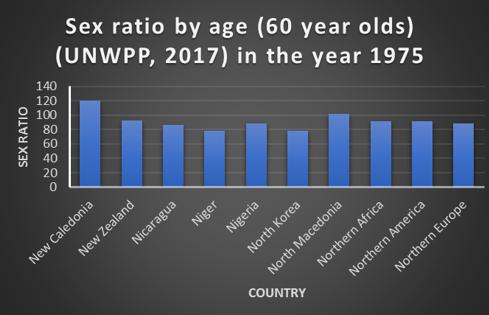 Sex ratio by age (60 year olds)
(UNWPP, 2017) in the year 1975
SEX RATIO
140
120
100
80
60
40
20
0
New Caledonia
New Zealand
Nicaragua
Niger
Nigeria
North Korea
North Macedonia
Northern Africa
Northern America
Northern Europe
COUNTRY